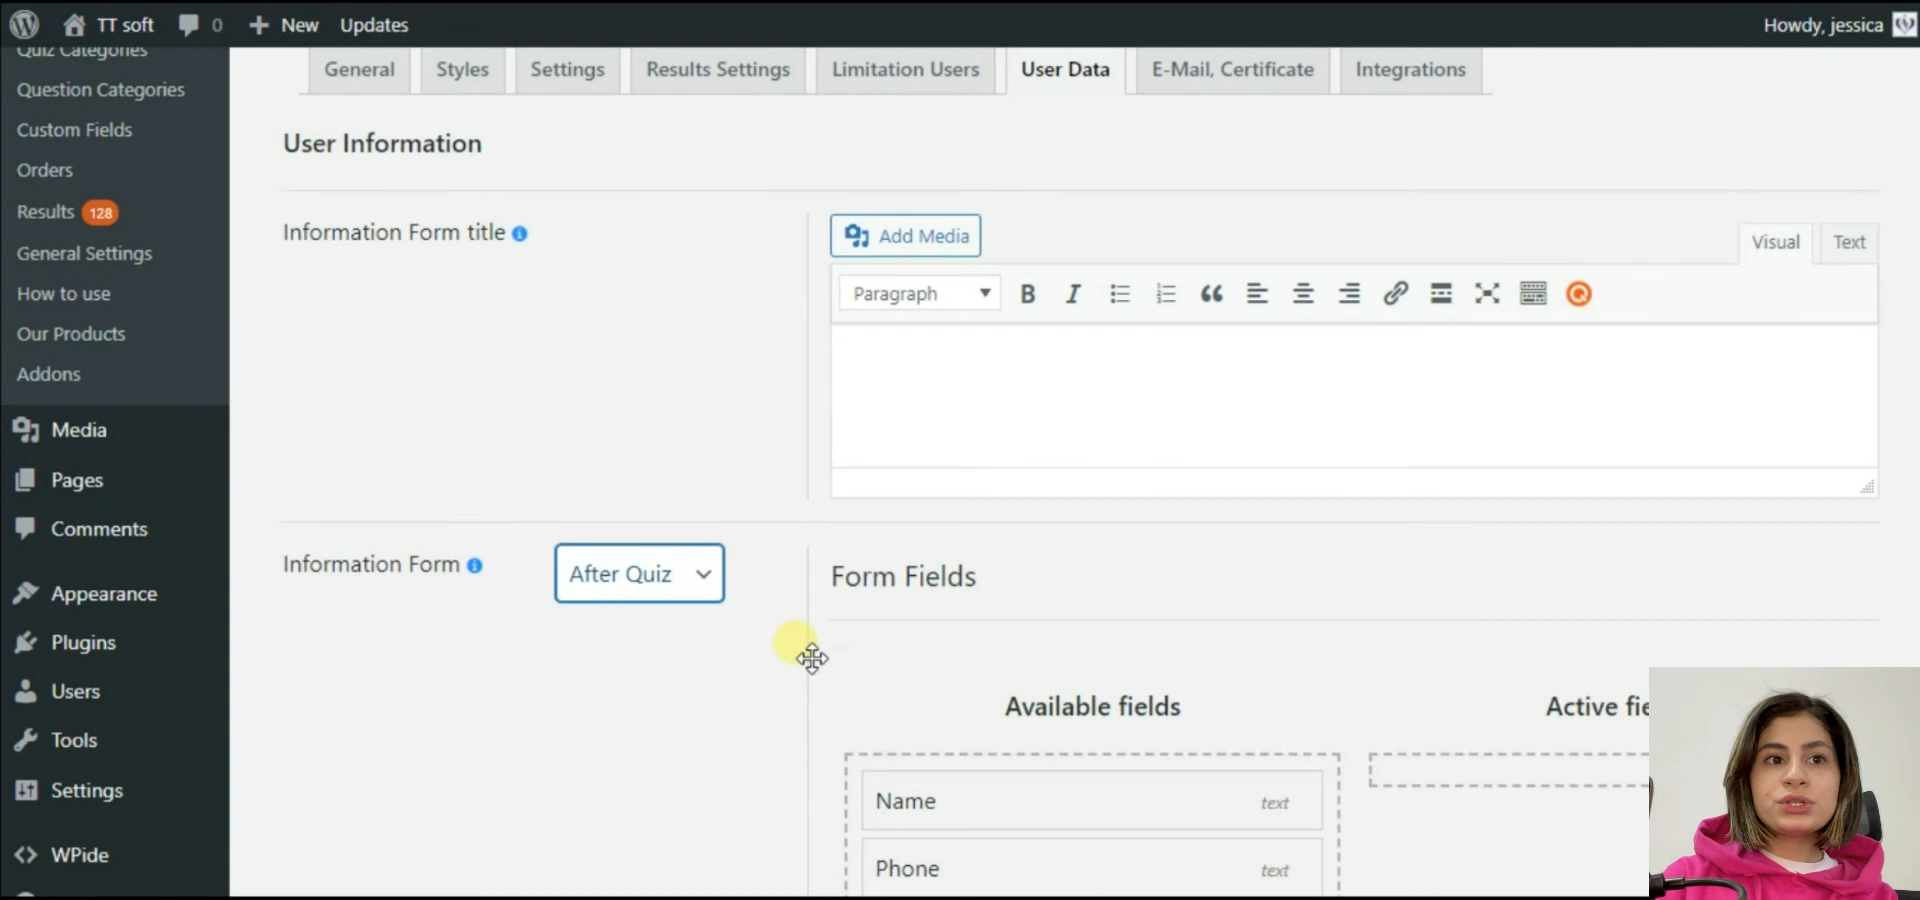 TT soft
0
New
Updates
Howdy, jessica
Quiz Categories
Question Categories
Custom Fields
Orders
Results 128
General Settings
How to use
Our Products
Addons
Media
Pages
Comments
Appearance
Plugins
Users
Tools
Settings
WPide
General
Styles
Settings
Results Settings
Limitation Users
User Data
E-Mail, Certificate
Integrations
User Information
Information Form title
Add Media
Visual
Text
Paragraph
B
I
Information Form
After Quiz
Form Fields
Available fields
Active fie
Name
text
Phone
text